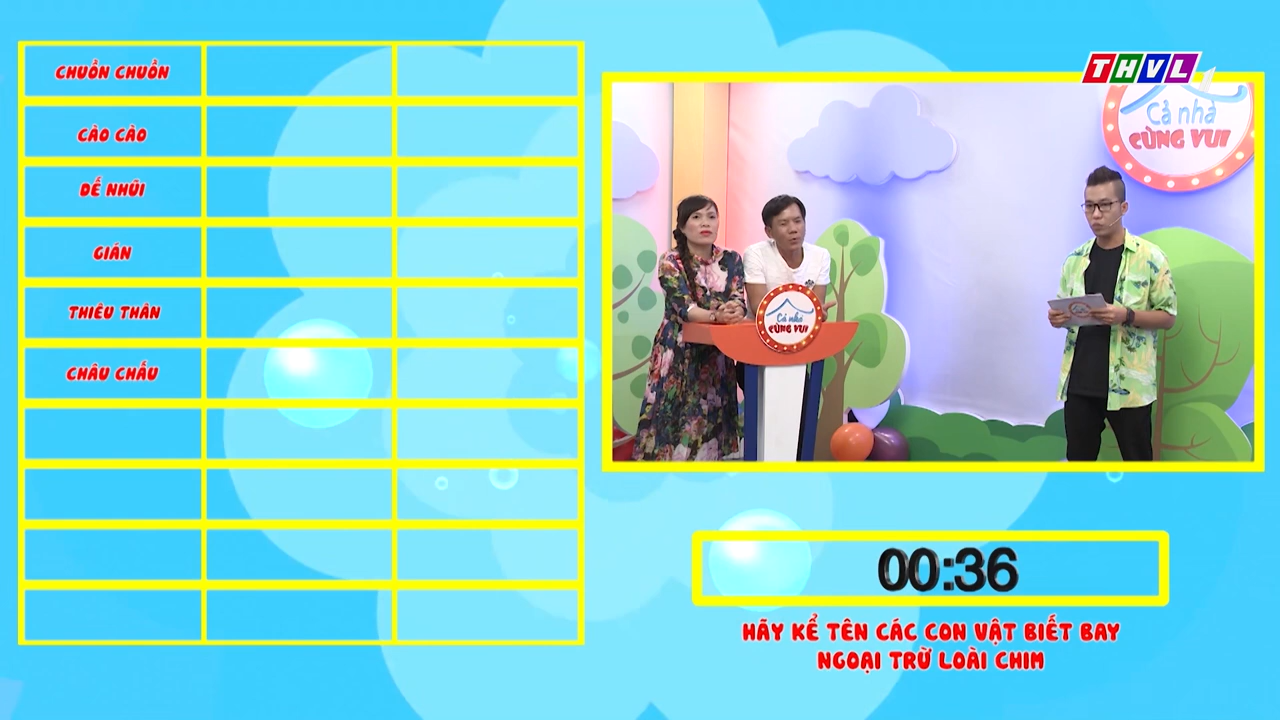 CHUỒN CHUỒN
CÀO CÀO
DẾ NHŨI
GIÁN
THIÊU THÂN
CHÂU CHẤU
THVL1
Cả nhà
CÙNG VUI
Cả nhà
CÙNG VUI
00:36
HÃY KỂ TÊN CÁC CON VẬT BIẾT BAY
NGOẠI TRỪ LOÀI CHIM